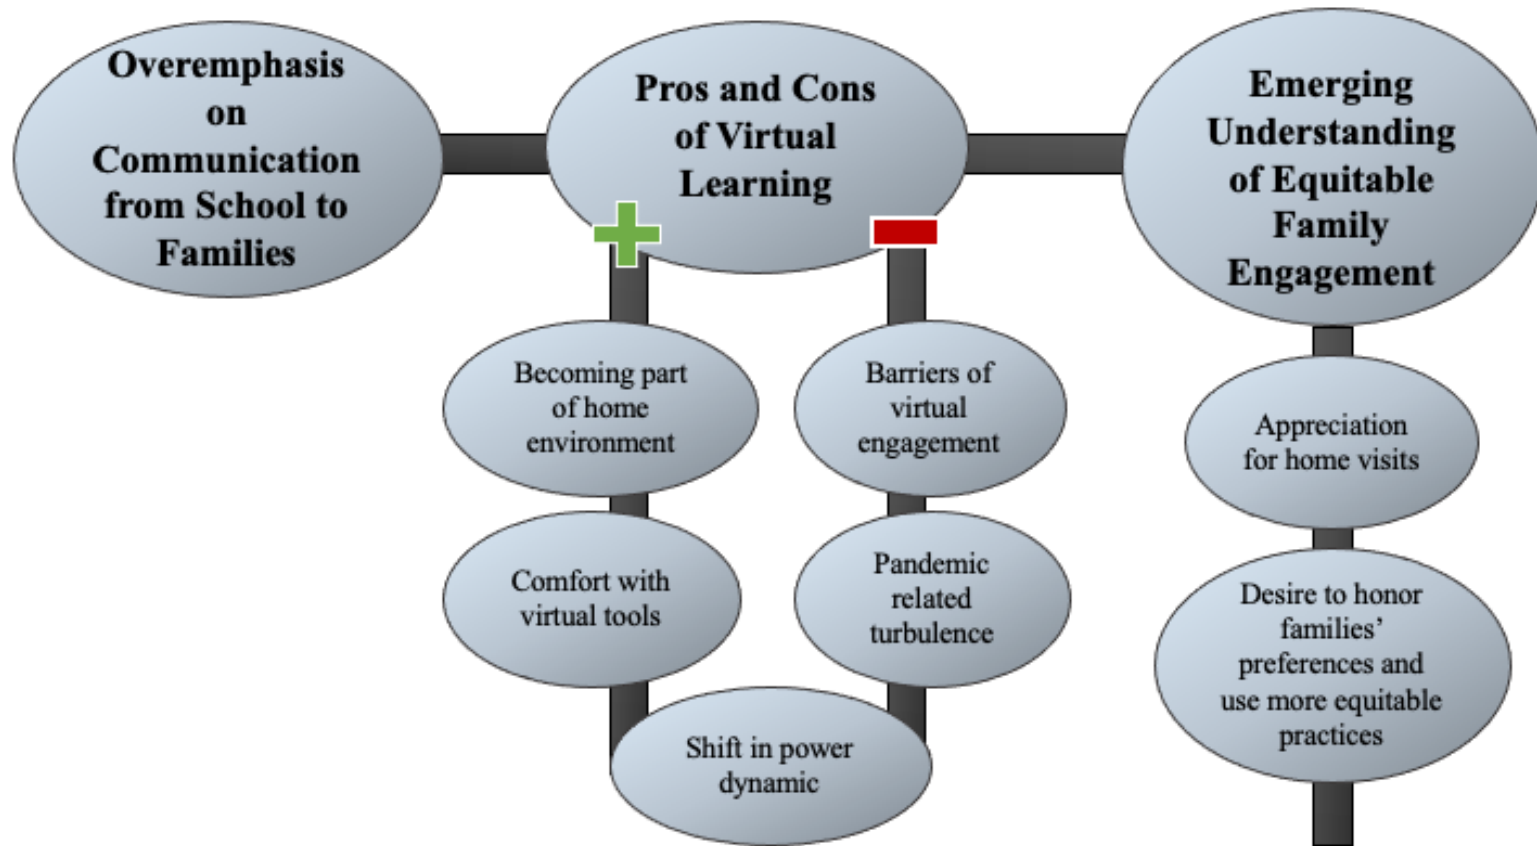 Overemphasis
on
Communication
from School to
Families
Pros and Cons
of Virtual
Learning
Becoming part
of home
environment
Comfort with
virtual tools
Barriers of
virtual
engagement
Pandemic
related
turbulence
Shift in power
dynamic
Emerging
Understanding
of Equitable
Family
Engagement
Appreciation
for home visits
Desire to honor
families’
preferences and
use more equitable
practices